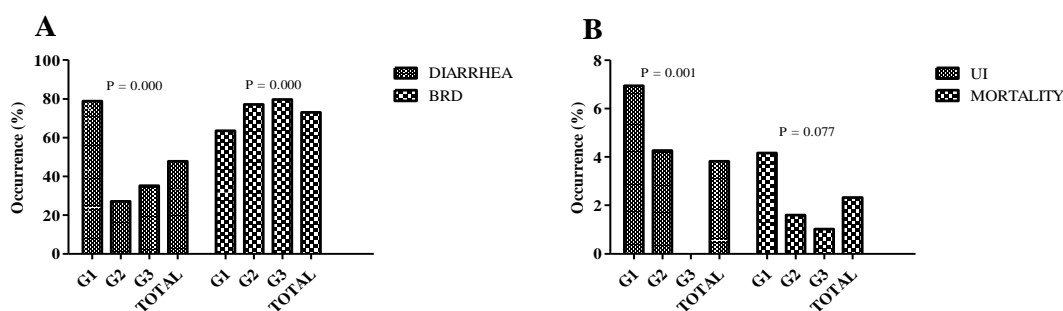 A
Occurrence (%)
100
80
60
40
20
0
P = 0.000
P = 0.000
G1
G2
G3
TOTAL
G1
G2
G3
TOTAL
DIARRHEA
BRD
B
Occurrence (%)
8
6
4
2
0
P = 0.001
P = 0.077
G1
G2
G3
TOTAL
G1
G2
G3
TOTAL
UI
MORTALITY